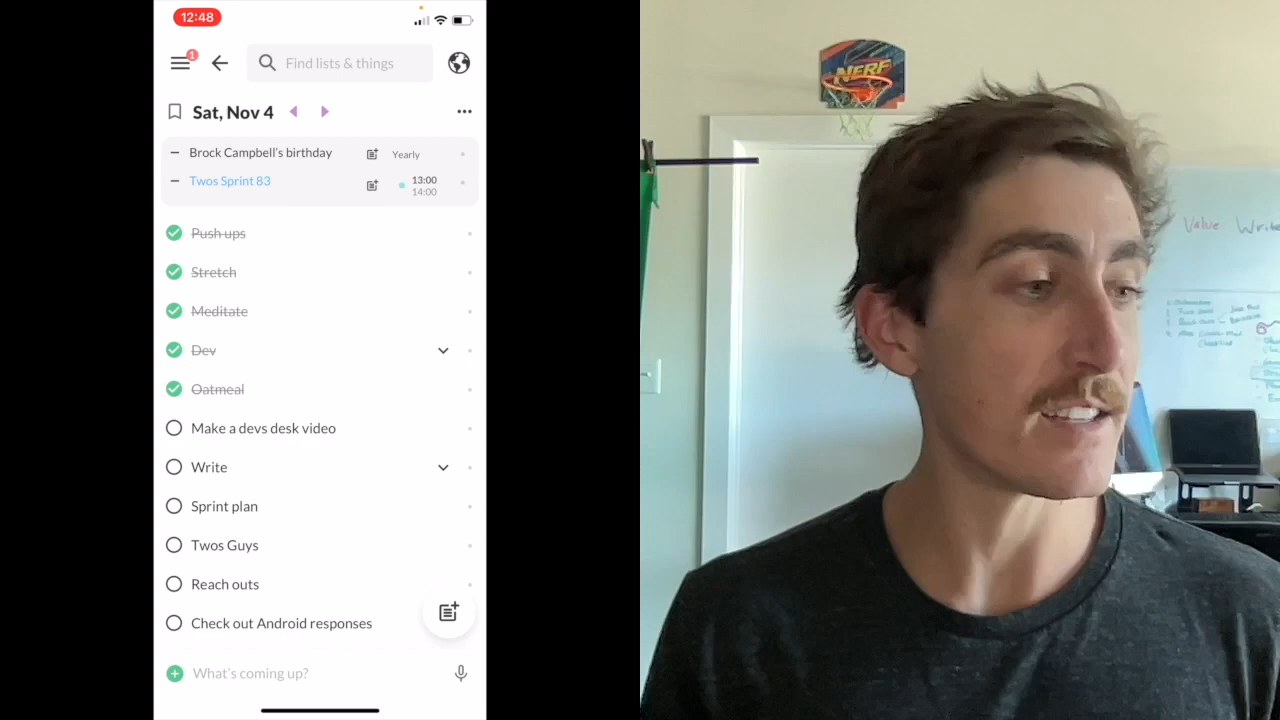 12:48
1
Find lists & things
Sat, Nov 4
Brock Campbell's birthday
Yearly
Twos Sprint 83
13:00
14:00
Push ups
Stretch
Meditate
Dev
Oatmeal
Make a devs desk video
Write
Sprint plan
Twos Guys
Reach outs
Check out Android responses
What's coming up?
NERF
Value Write